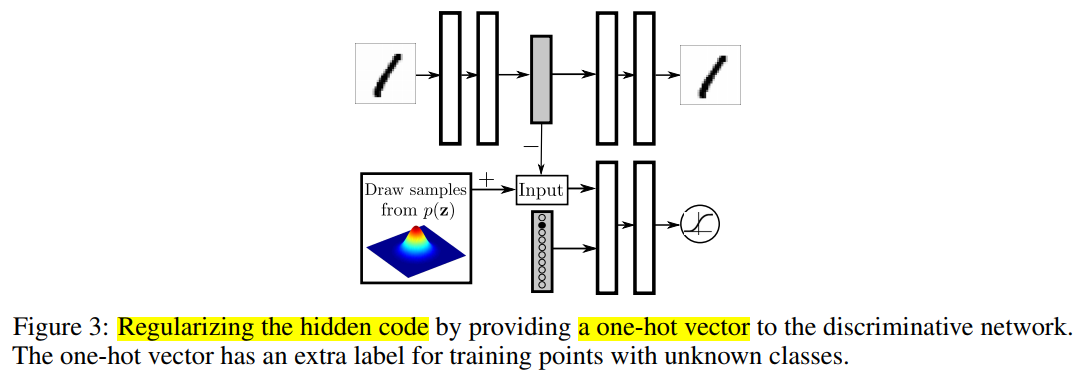 −
+
Draw samples
from p(z)
Input
Figure 3: Regularizing the hidden code by providing a one-hot vector to the discriminative network.
The one-hot vector has an extra label for training points with unknown classes.